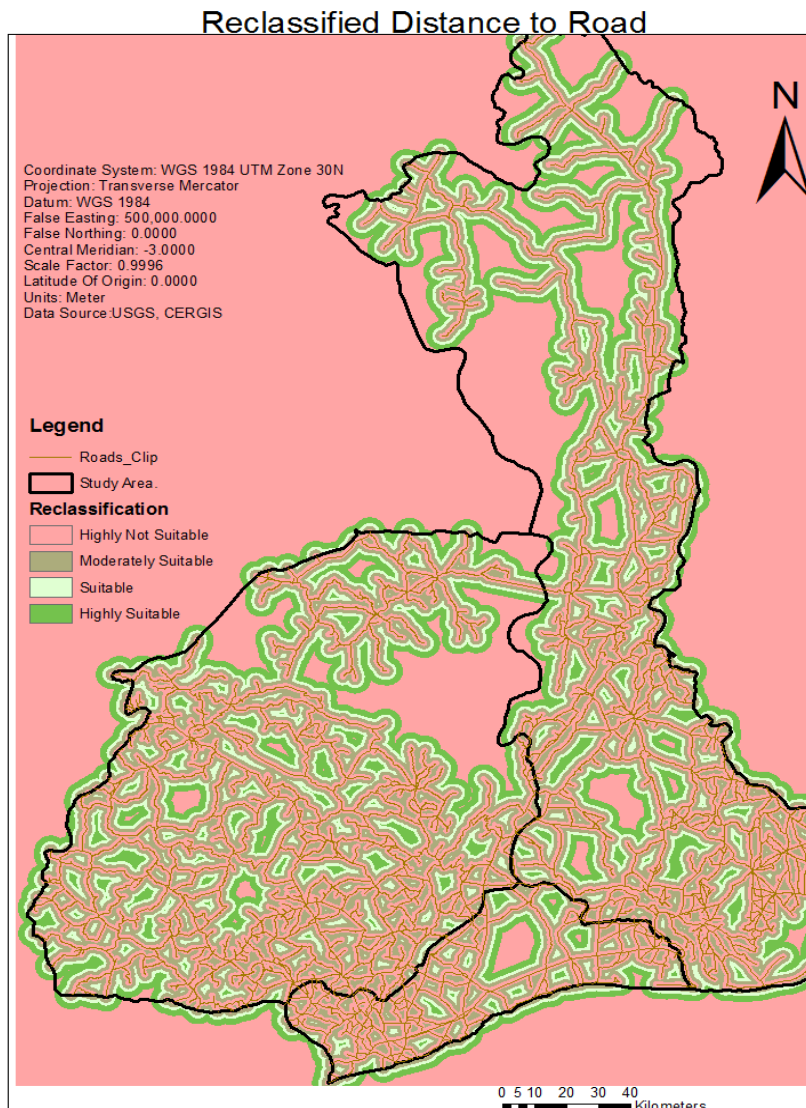 Reclassified Distance to Road
N
Coordinate System: WGS 1984 UTM Zone 30N
Projection: Transverse Mercator
Datum: WGS 1984
False Easting: 500,000.0000
False Northing: 0.0000
Central Meridian: -3.0000
Scale Factor: 0.9996
Latitude Of Origin: 0.0000
Units: Meter
Data Source:USGS, CERGIS
Legend
Roads_Clip
Study Area.
Reclassification
Highly Not Suitable
Moderately Suitable
Suitable
Highly Suitable
0 5 10 20 30 40
Kilometers